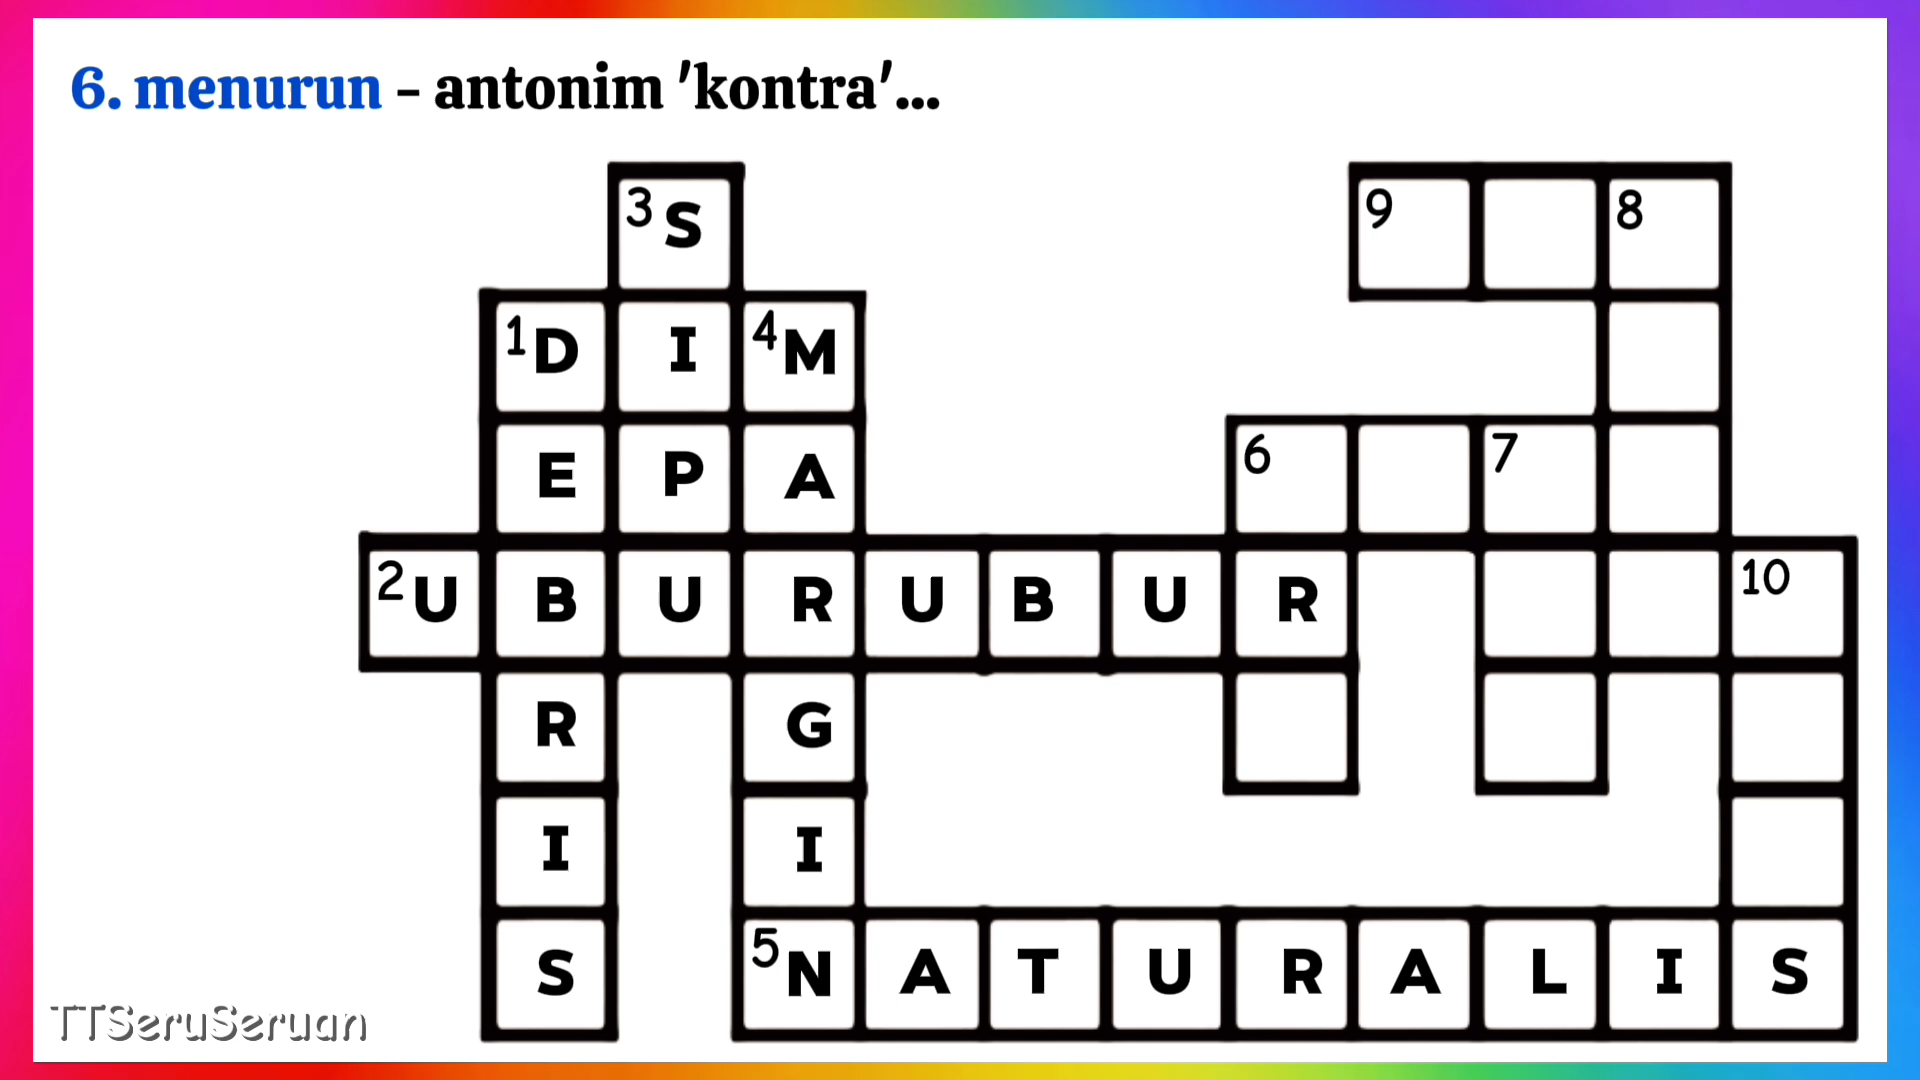 6. menurun - antonim 'kontra'...
3 S 9 8
1 D I 4 M
E P A 6 7
2 U B U R U B U R 10
R G
I I
S 5 N A T U R A L I S
TTSeruSeruan